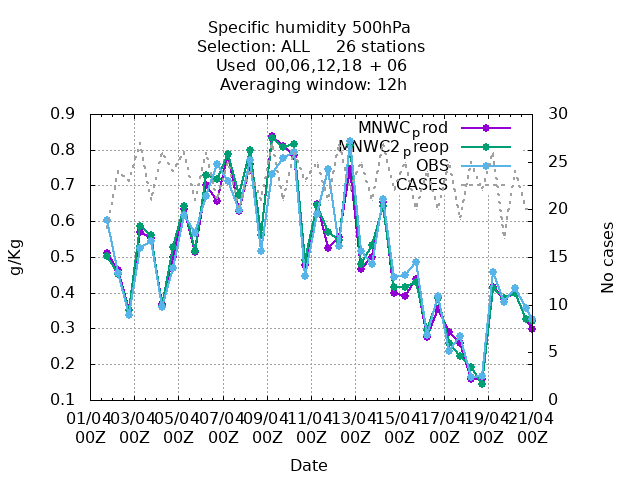 Specific humidity 500hPa
Selection: ALL 26 stations
Used 00,06,12,18 + 06
Averaging window: 12h
0.9
0.8
0.7
0.6
0.5
0.4
0.3
0.2
0.1
g/Kg
30
25
20
15
10
5
0
No cases
MNWC_prod
MNWC2_preop
OBS
CASES
01/04 03/04 05/04 07/04 09/04 11/04 13/04 15/04 17/04 19/04 21/04
00Z 00Z 00Z 00Z 00Z 00Z 00Z 00Z 00Z 00Z 00Z
Date